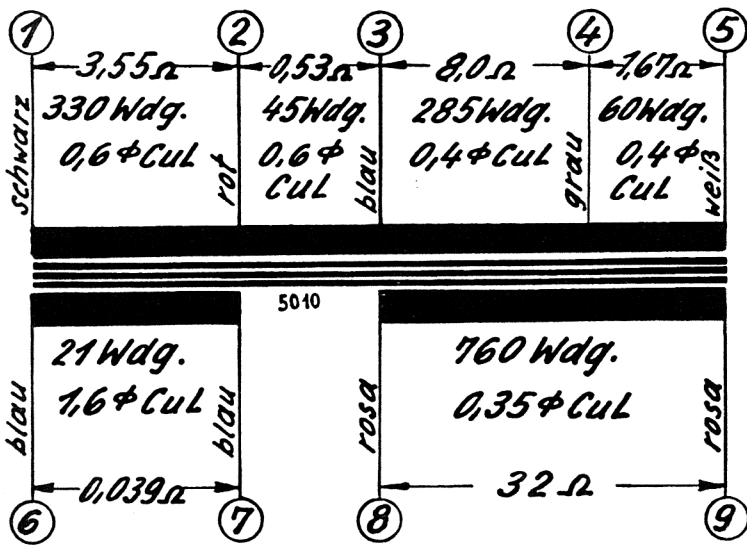 1 2 3 4 5
3,55Ω 0,53Ω 8,0Ω 1,67Ω
330 Wdg. 45 Wdg. 285 Wdg. 60 Wdg.
0,6 ϕ CuL 0.6 ϕ CuL 0,4 ϕ CuL 0,4 ϕ CuL
schwarz rot blau grau weiß
5010
21 Wdg. 760 Wdg.
1,6 ϕ CuL 0,35 ϕ CuL
blau blau rosa rosa
0,039Ω 32 Ω
6 7 8 9